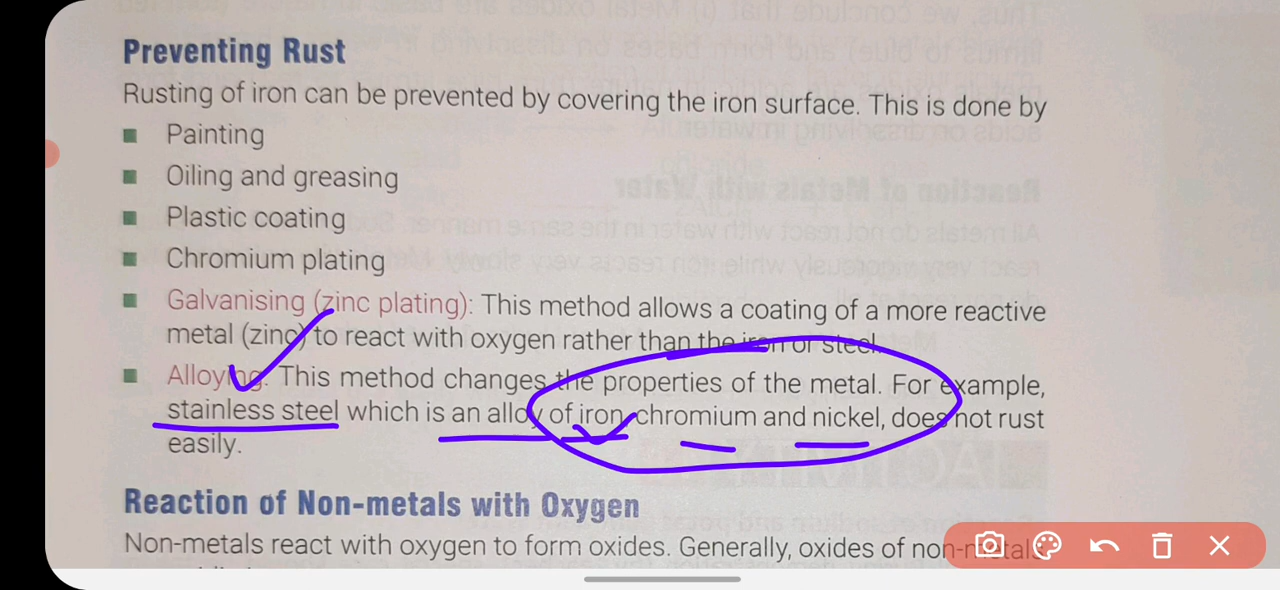 Preventing Rust
Rusting of iron can be prevented by covering the iron surface. This is done by
Painting
Oiling and greasing
Plastic coating
Chromium plating
Galvanising (zinc plating): This method allows a coating of a more reactive
metal (zinc) to react with oxygen rather than the iron or steel.
Alloying: This method changes the properties of the metal. For example,
stainless steel which is an alloy of iron, chromium and nickel, does not rust
easily.
Reaction of Non-metals with Oxygen
Non-metals react with oxygen to form oxides. Generally, oxides of non-metals